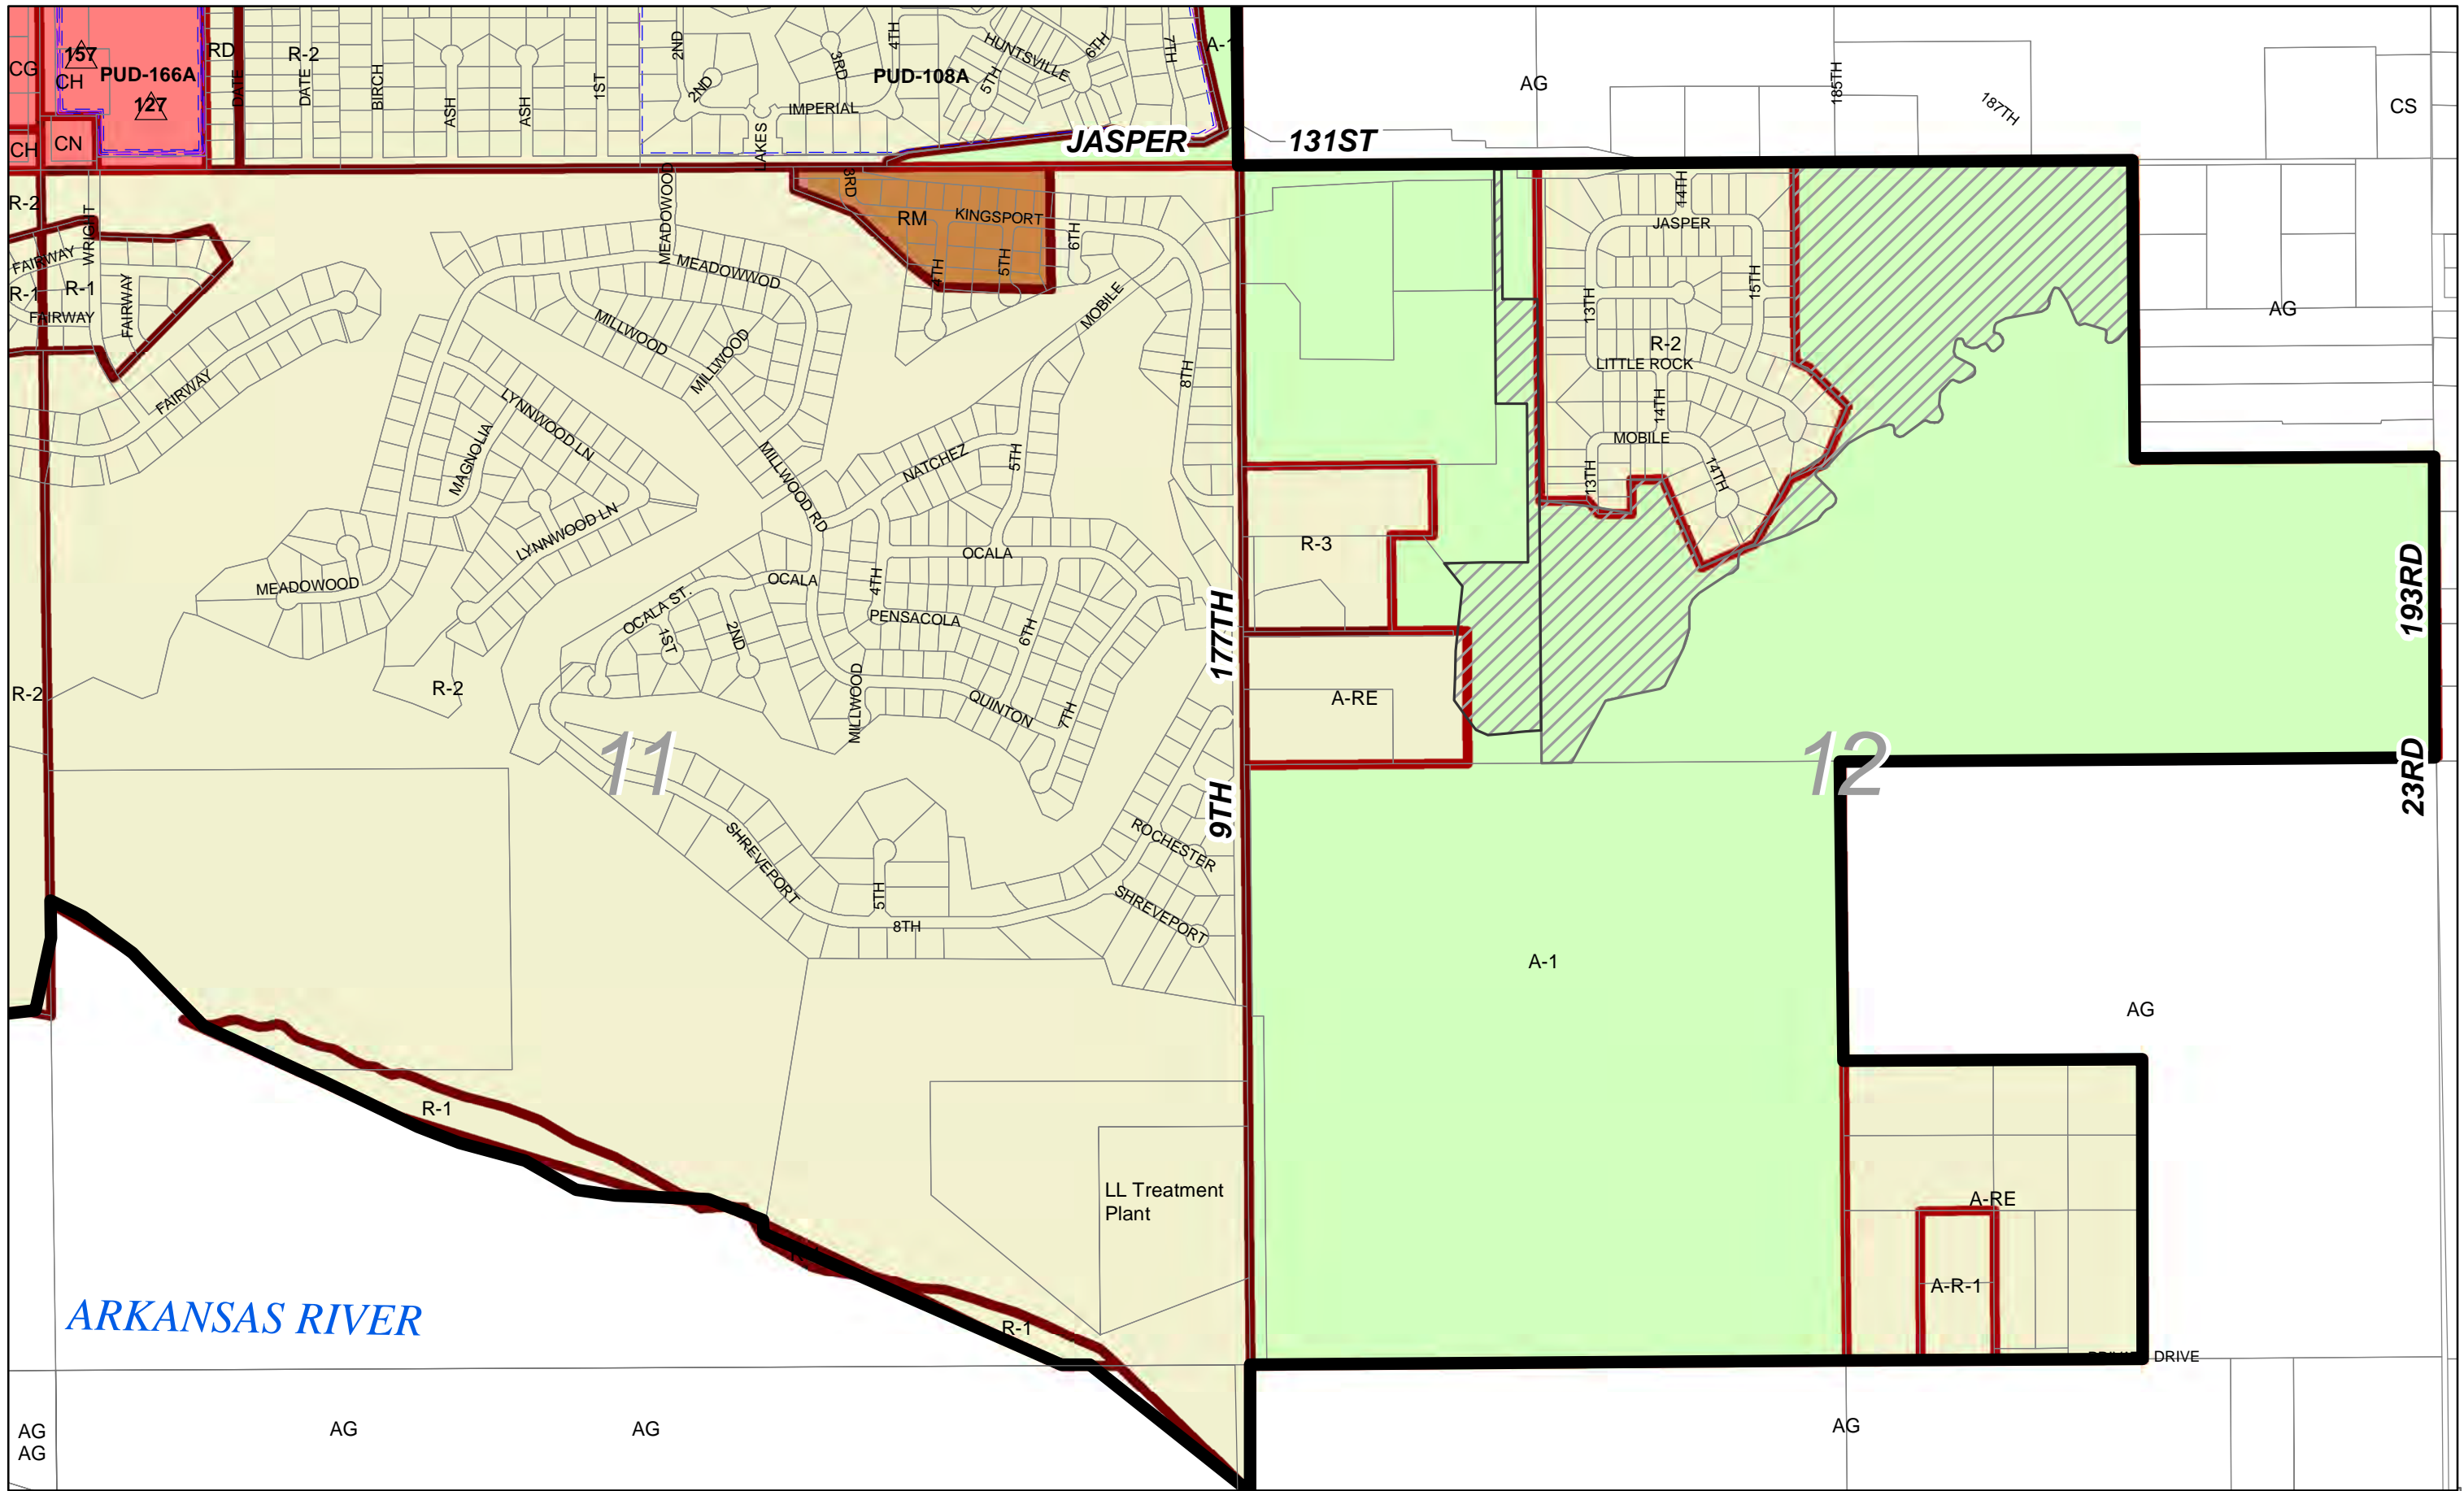 157
CG
CH
PUD-166A
127
CH
CN
RD
DATE
R-2
DATE
BIRCH
ASH
ASH
1ST
2ND
2ND
3RD
4TH
HUNTSVILLE
5TH
6TH
7TH
PUD-108A
IMPERIAL
LAKES
A-1
JASPER
131ST
AG
185TH
187TH
CS
R-2
WRIGHT
FAIRWAY
R-1
R-1
FAIRWAY
FAIRWAY
FAIRWAY
MEADOWOOD
MEADOWWOD
3RD
RM
KINGSPORT
4TH
5TH
6TH
MOBILE
8TH
MILLWOOD
MILLWOOD
LYNNWOOD LN
MAGNOLIA
LYNNWOOD LN
MILLWOOD RD
NATCHEZ
5TH
MEADOWOOD
OCALA
OCALA
4TH
OCALA ST.
1ST
2ND
PENSACOLA
6TH
R-2
R-2
MILLWOOD
QUINTON
7TH
177TH
9TH
11
SHREVEPORT
5TH
8TH
ROCHESTER
SHREVEPORT
44TH
JASPER
13TH
15TH
R-2
LITTLE ROCK
14TH
MOBILE
13TH
14TH
AG
R-3
A-RE
193RD
23RD
12
A-1
AG
R-1
LL Treatment
Plant
R-1
A-RE
A-R-1
DRIVE
ARKANSAS RIVER
AG
AG
AG
AG
AG